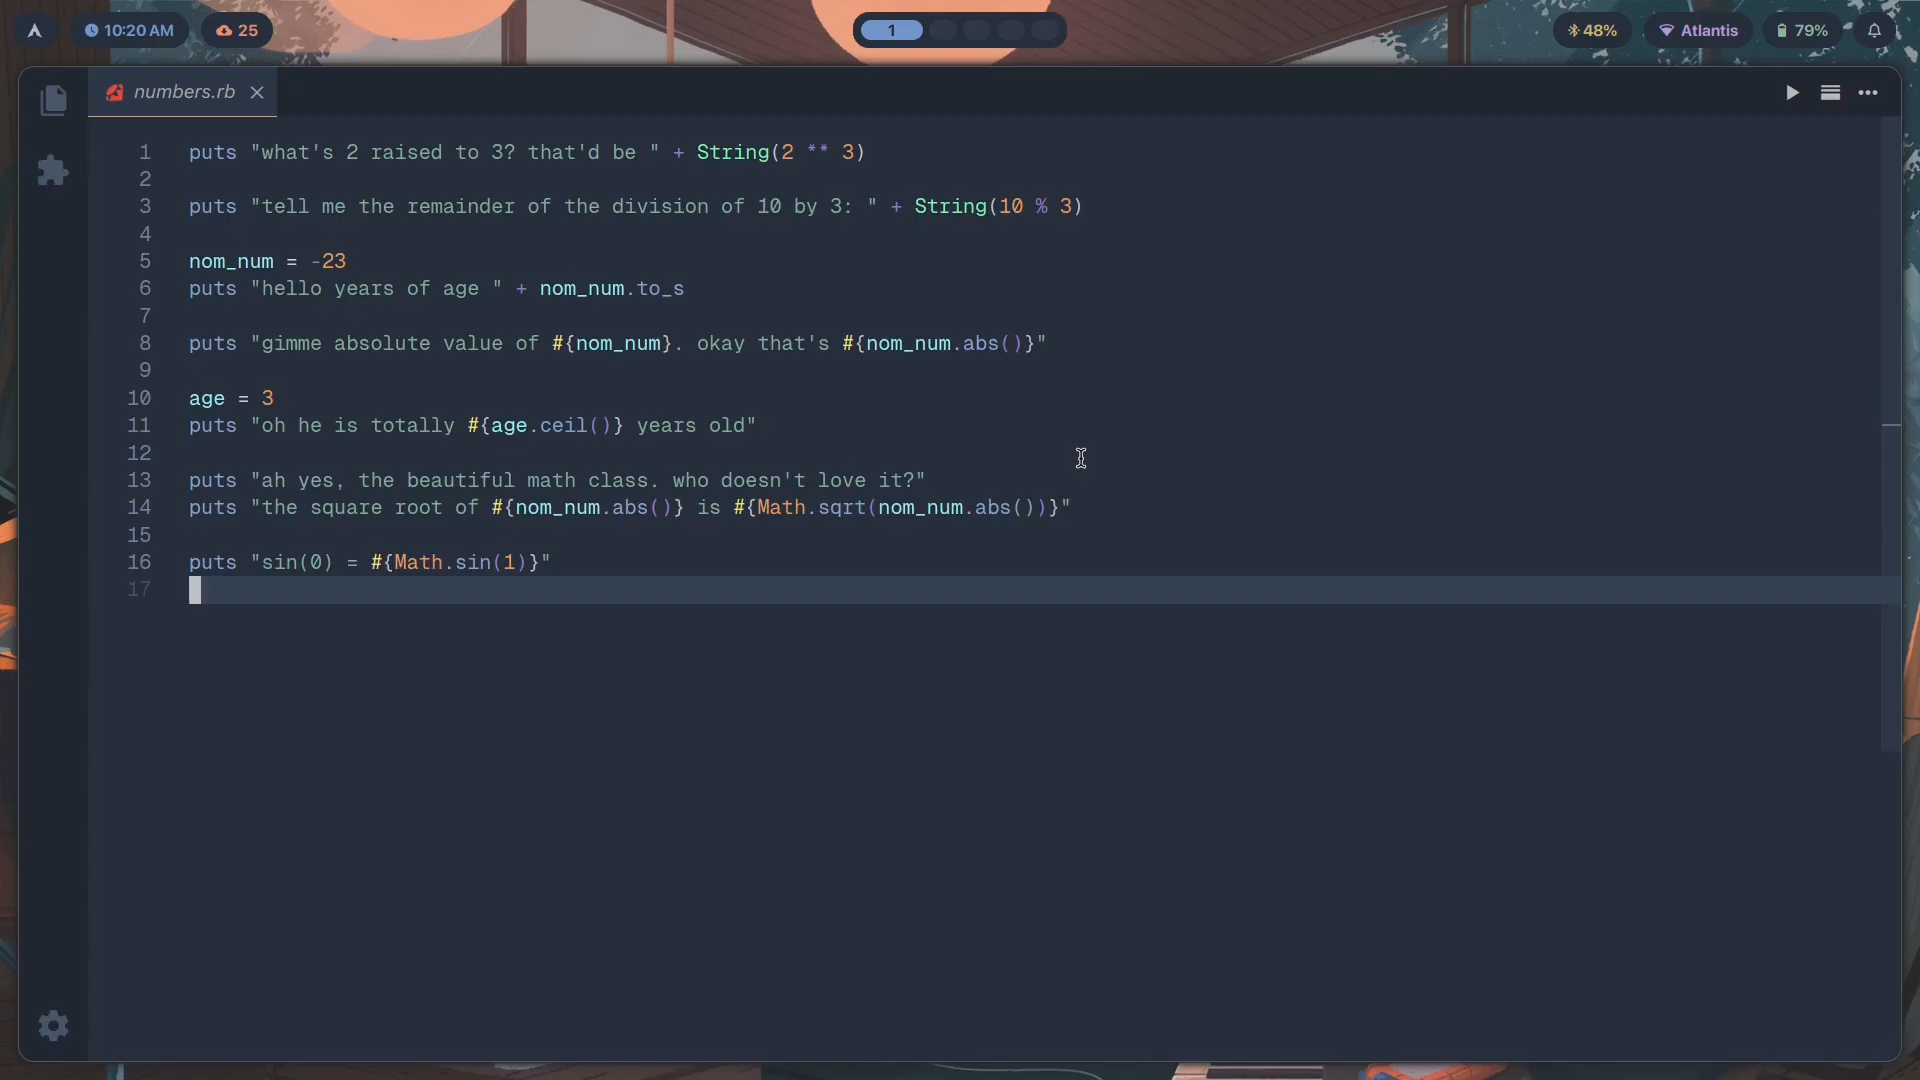 10:20 AM
25
1
48%
Atlantis
79%
numbers.rb
1 puts "what's 2 raised to 3? that'd be " + String(2 ** 3)
2
3 puts "tell me the remainder of the division of 10 by 3: " + String(10 % 3)
4
5 nom_num = -23
6 puts "hello years of age " + nom_num.to_s
7
8 puts "gimme absolute value of #{nom_num}. okay that's #{nom_num.abs()}"
9
10 age = 3
11 puts "oh he is totally #{age.ceil()} years old"
12
13 puts "ah yes, the beautiful math class. who doesn't love it?"
14 puts "the square root of #{nom_num.abs()} is #{Math.sqrt(nom_num.abs())}"
15
16 puts "sin(0) = #{Math.sin(1)}"
17